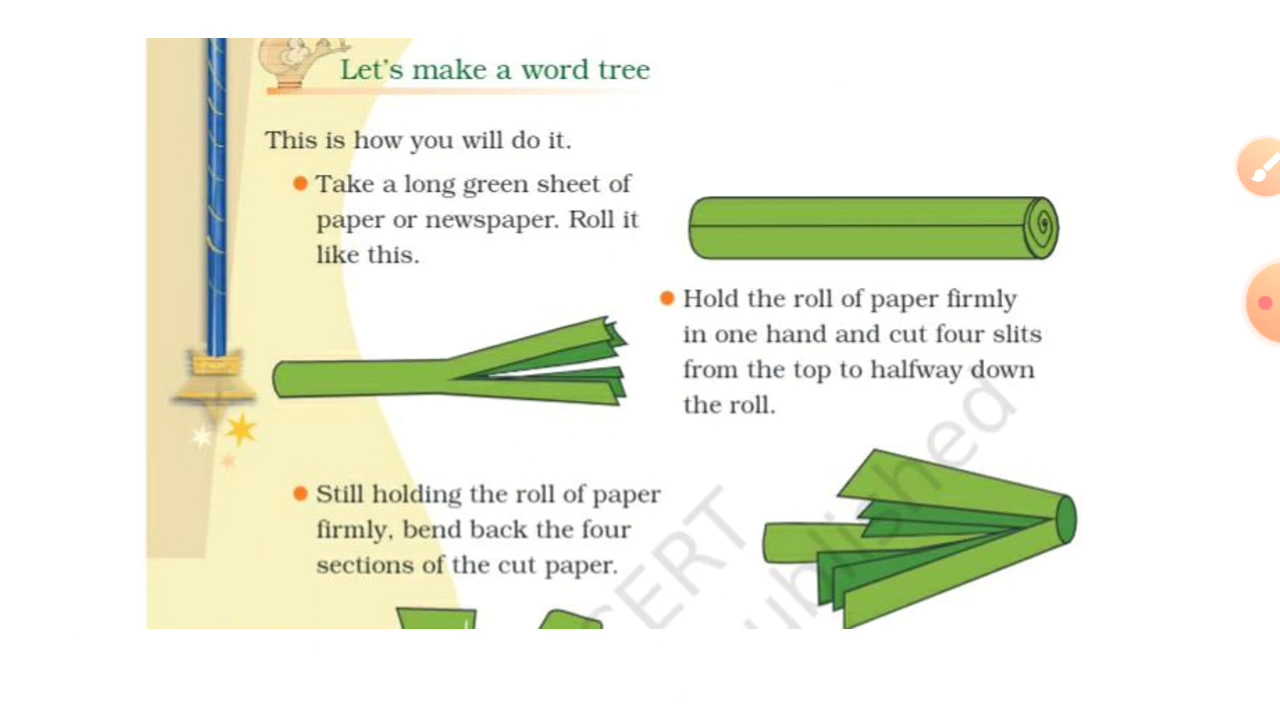 Let's make a word tree
This is how you will do it.
Take a long green sheet of
paper or newspaper. Roll it
like this.
Hold the roll of paper firmly
in one hand and cut four slits
from the top to halfway down
the roll.
Still holding the roll of paper
firmly, bend back the four
sections of the cut paper.